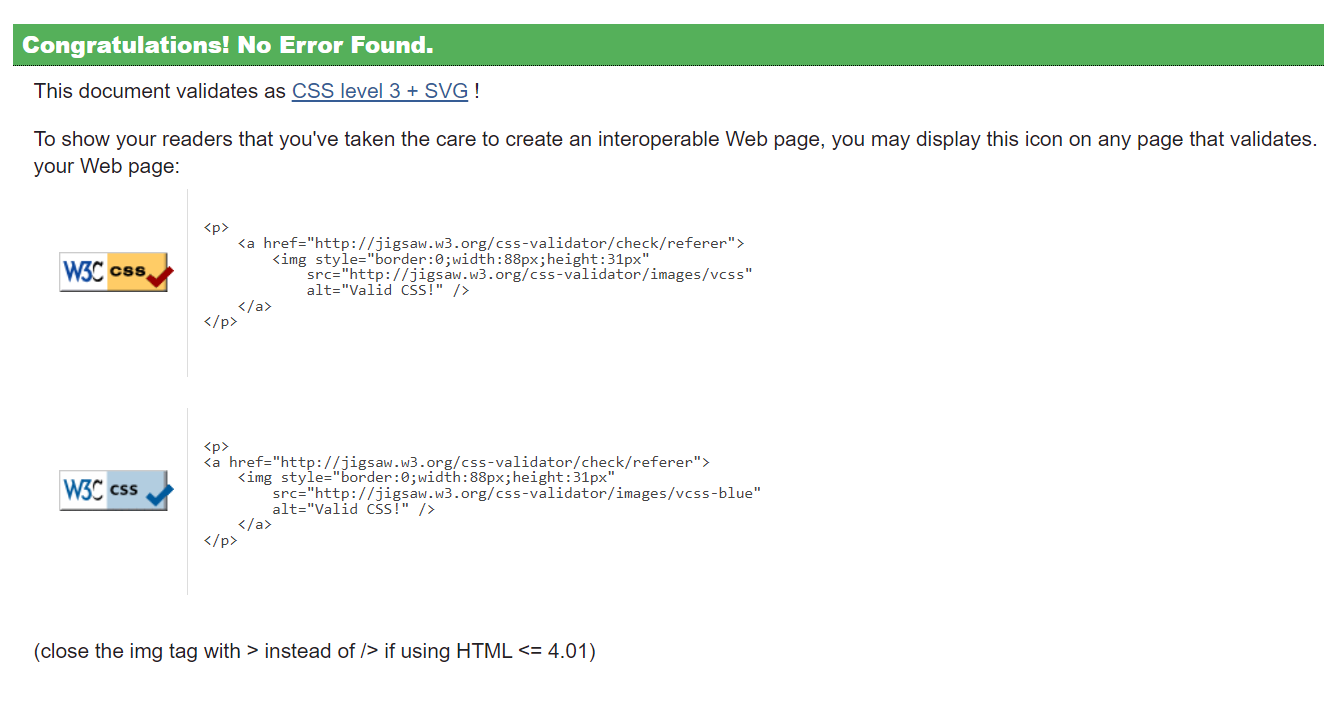 Congratulations! No Error Found.
This document validates as CSS level 3 + SVG !
To show your readers that you've taken the care to create an interoperable Web page, you may display this icon on any page that validates.
your Web page:
W3C css
<p>
<a href="http://jigsaw.w3.org/css-validator/check/referer">
<img style="border:0;width:88px;height:31px"
src="http://jigsaw.w3.org/css-validator/images/vcss"
alt="Valid CSS!" />
</a>
</p>
W3C css
<p>
<a href="http://jigsaw.w3.org/css-validator/check/referer">
<img style="border:0;width:88px;height:31px"
src="http://jigsaw.w3.org/css-validator/images/vcss-blue"
alt="Valid CSS!" />
</a>
</p>
(close the img tag with > instead of /> if using HTML <= 4.01)